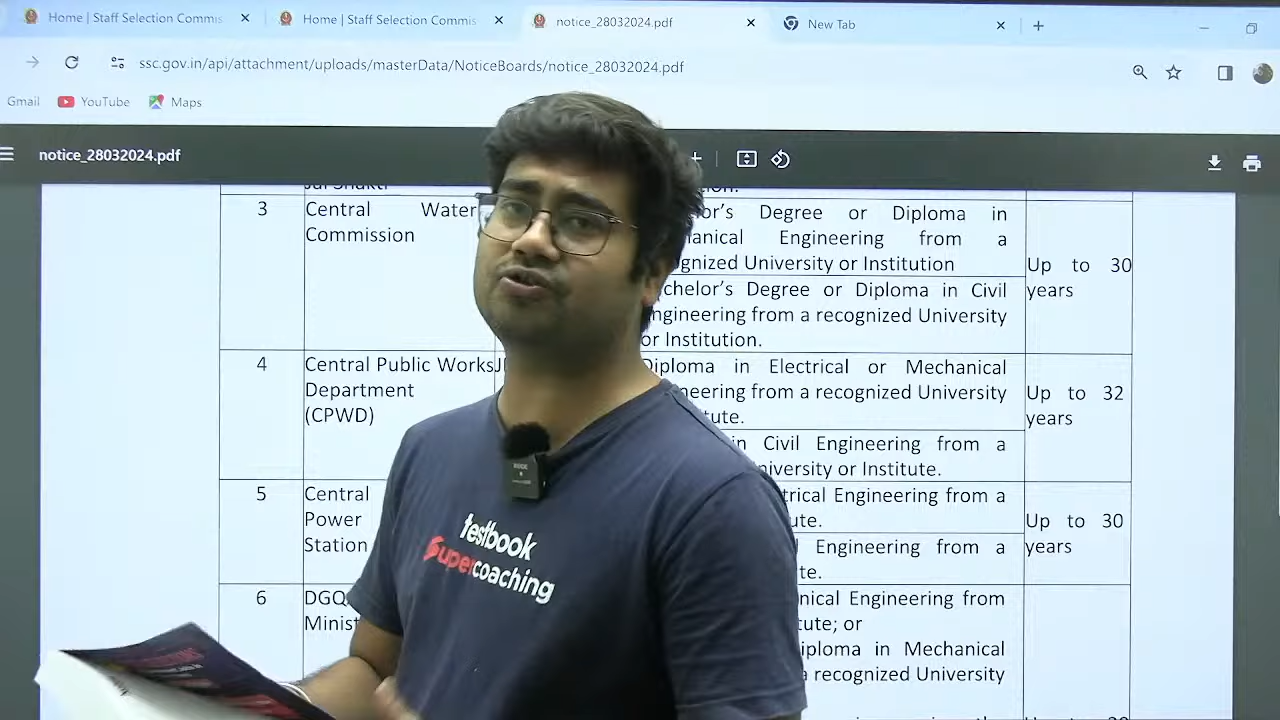 Home | Staff Selection Commis
Home | Staff Selection Commis
notice_28032024.pdf
New Tab
ssc.gov.in/api/attachment/uploads/masterData/NoticeBoards/notice_28032024.pdf
Gmail
YouTube
Maps
notice_28032024.pdf
3
Central Water
Commission
or's Degree or Diploma in
anical Engineering from a
gnized University or Institution
chelor's Degree or Diploma in Civil
ngineering from a recognized University
or Institution.
Up to 30
years
4
Central Public Works
Department
(CPWD)
Diploma in Electrical or Mechanical
neering from a recognized University
tute.
in Civil Engineering from a
niversity or Institute.
Up to 32
years
5
Central
Power
Station
trical Engineering from a
ute.
Engineering from a
te.
Up to 30
years
6
DGQ
Minist
nical Engineering from
tute; or
iploma in Mechanical
a recognized University
testbook
Supercoaching